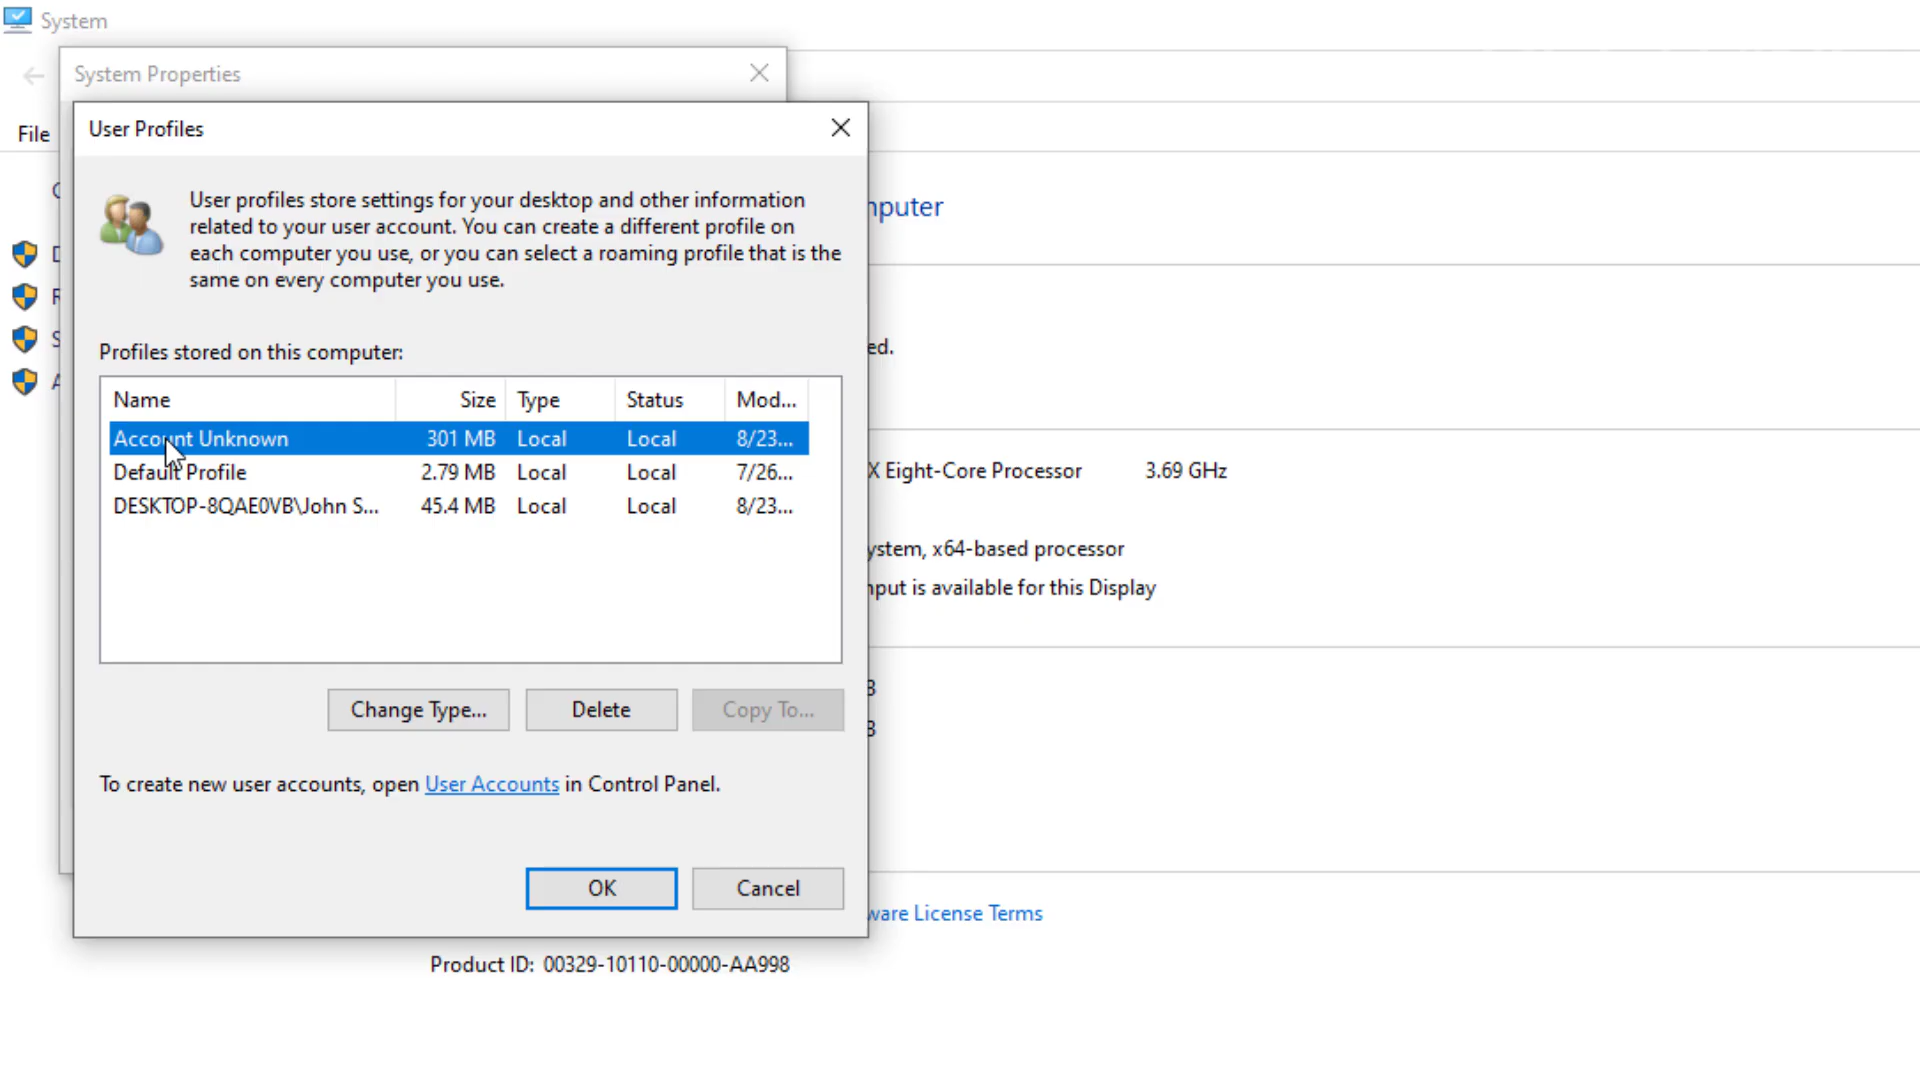 System
System Properties
File
User Profiles
User profiles store settings for your desktop and other information
related to your user account. You can create a different profile on
each computer you use, or you can select a roaming profile that is the
same on every computer you use.
Profiles stored on this computer:
Name Size Type Status Mod...
Account Unknown 301 MB Local Local 8/23...
Default Profile 2.79 MB Local Local 7/26...
DESKTOP-8QAE0VB\John S... 45.4 MB Local Local 8/23...
Change Type... Delete Copy To...
To create new user accounts, open User Accounts in Control Panel.
OK Cancel
nputer
ed.
X Eight-Core Processor 3.69 GHz
ystem, x64-based processor
nput is available for this Display
ware License Terms
Product ID: 00329-10110-00000-AA998